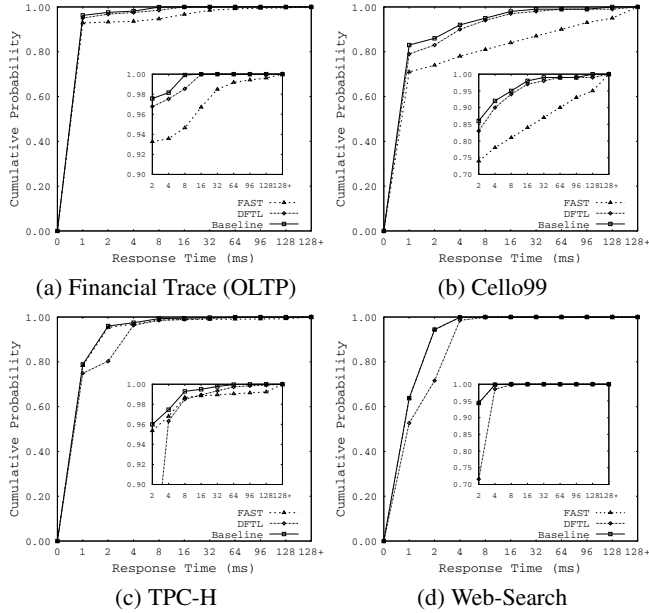 Cumulative Probability
1.00
0.80
0.60
0.40
0.20
0.00
1.00
0.98
0.96
0.94
0.92
0.90
2 4 8 16 32 64 96 128 128+
FAST
DFTL
Baseline
0 1 2 4 8 16 32 64 96 128 128+
Response Time (ms)
(a) Financial Trace (OLTP)
Cumulative Probability
1.00
0.80
0.60
0.40
0.20
0.00
1.00
0.95
0.90
0.85
0.80
0.75
0.70
2 4 8 16 32 64 96 128 128+
FAST
DFTL
Baseline
0 1 2 4 8 16 32 64 96 128 128+
Response Time (ms)
(b) Cello99
Cumulative Probability
1.00
0.80
0.60
0.40
0.20
0.00
1.00
0.98
0.96
0.94
0.92
0.90
2 4 8 16 32 64 96 128 128+
FAST
DFTL
Baseline
0 1 2 4 8 16 32 64 96 128 128+
Response Time (ms)
(c) TPC-H
Cumulative Probability
1.00
0.80
0.60
0.40
0.20
0.00
1.00
0.95
0.90
0.85
0.80
0.75
0.70
2 4 8 16 32 64 96 128 128+
FAST
DFTL
Baseline
0 1 2 4 8 16 32 64 96 128 128+
Response Time (ms)
(d) Web-Search